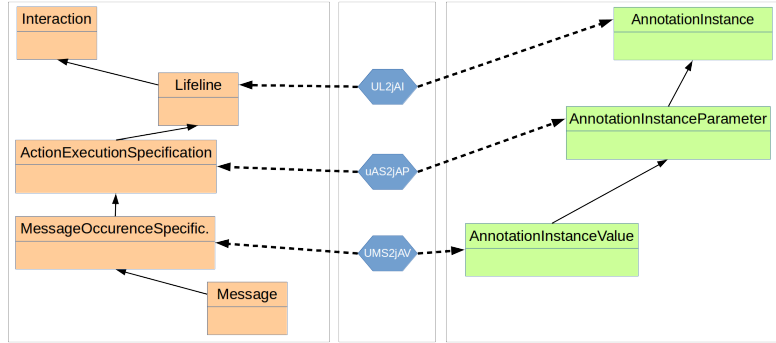 Interaction
Lifeline
ActionExecutionSpecification
MessageOccurenceSpecific.
Message
UL2jAI
uAS2jAP
UMS2jAV
AnnotationInstance
AnnotationInstanceParameter
AnnotationInstanceValue